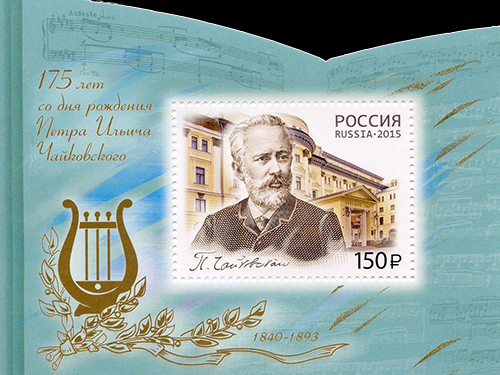 175 лет
со дня рождения
Петра Ильича
Чайковского
РОССИЯ
RUSSIA·2015
П. Чайковский
150₽
1840-1893